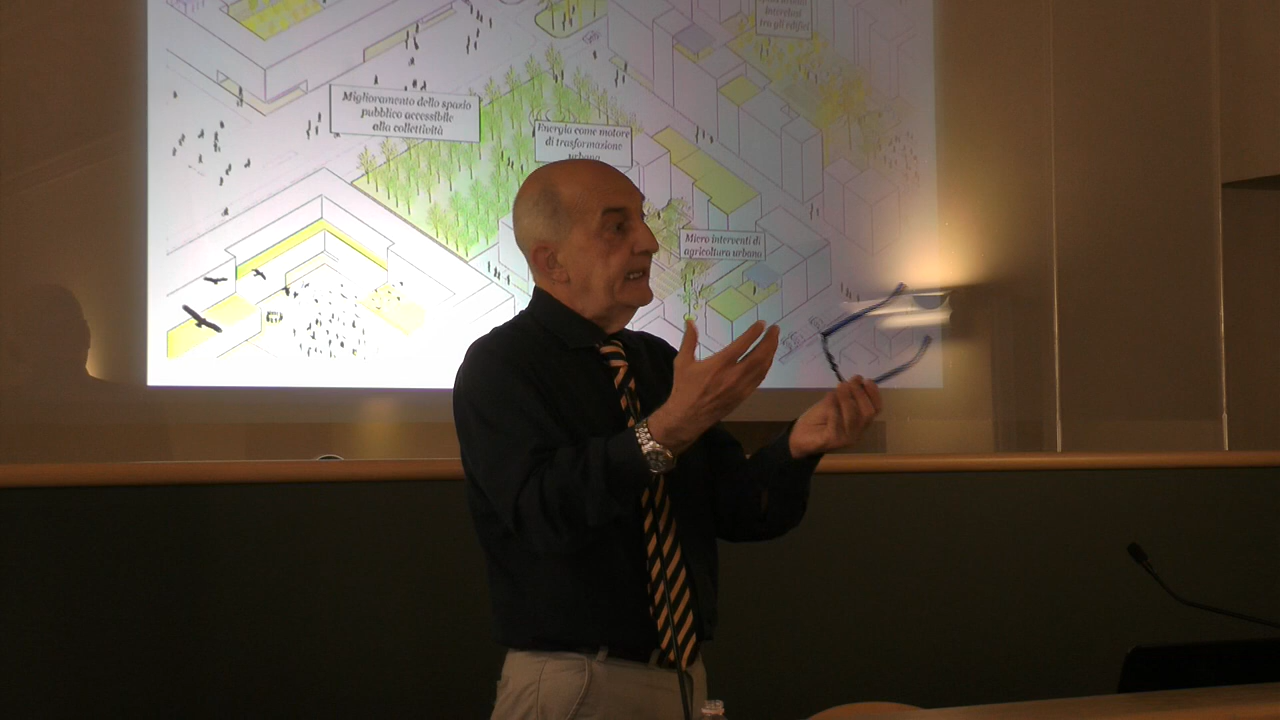 interclusi
tra gli edifici
Miglioramento dello spazio
pubblico accessibile
alla collettività
Energia come motore
di trasformazione
urbana
Micro interventi di
agricoltura urbana